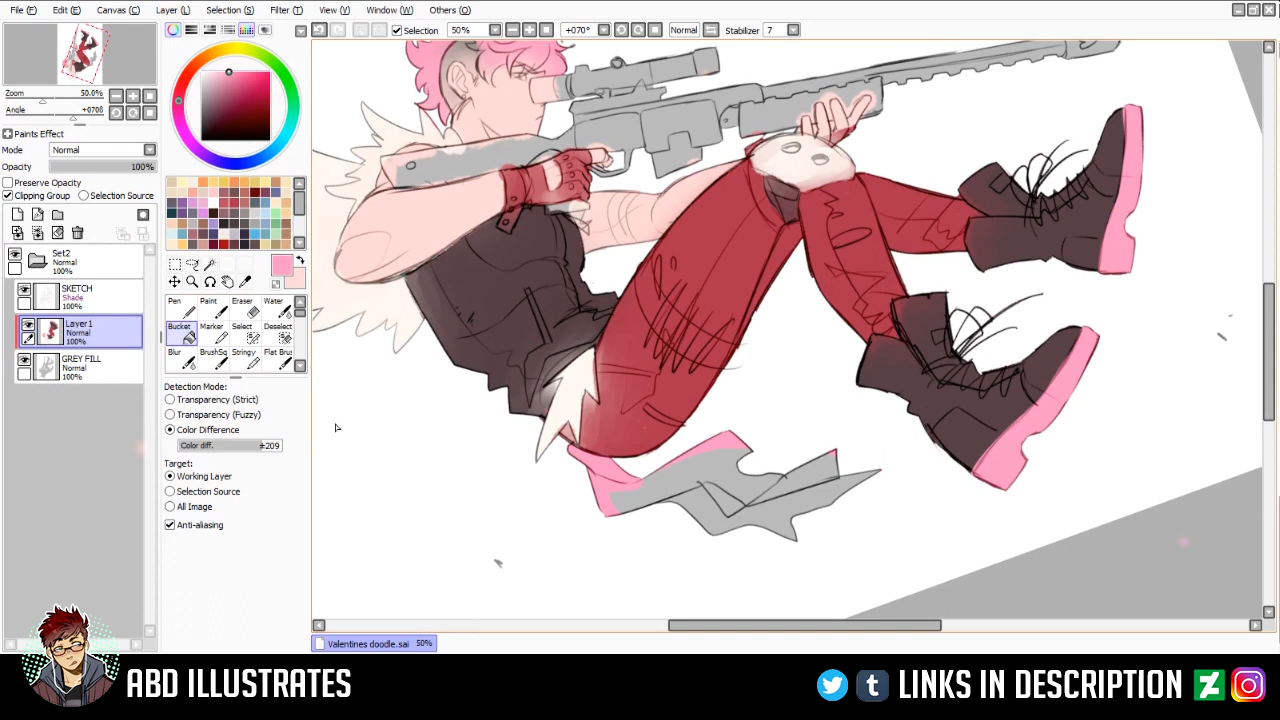 File (F) Edit (E) Canvas (C) Layer (L) Selection (S) Filter (T) View (V) Window (W) Others (O)
Selection 50% +070° Normal Stabilizer 7
Zoom 50.0%
Angle +070ß
Paints Effect
Mode Normal
Opacity 100%
Preserve Opacity
Clipping Group Selection Source
Set2
Normal
100%
SKETCH
Shade
100%
Layer1
Normal
100%
GREY FILL
Normal
100%
Pen Paint Eraser Water
Bucket Marker Select Deselect
Blur BrushSq Stringy Flat Brus
Detection Mode:
Transparency (Strict)
Transparency (Fuzzy)
Color Difference
Color diff. ±209
Target:
Working Layer
Selection Source
All Image
Anti-aliasing
Valentines doodle.sai 50%
ABD ILLUSTRATES
LINKS IN DESCRIPTION